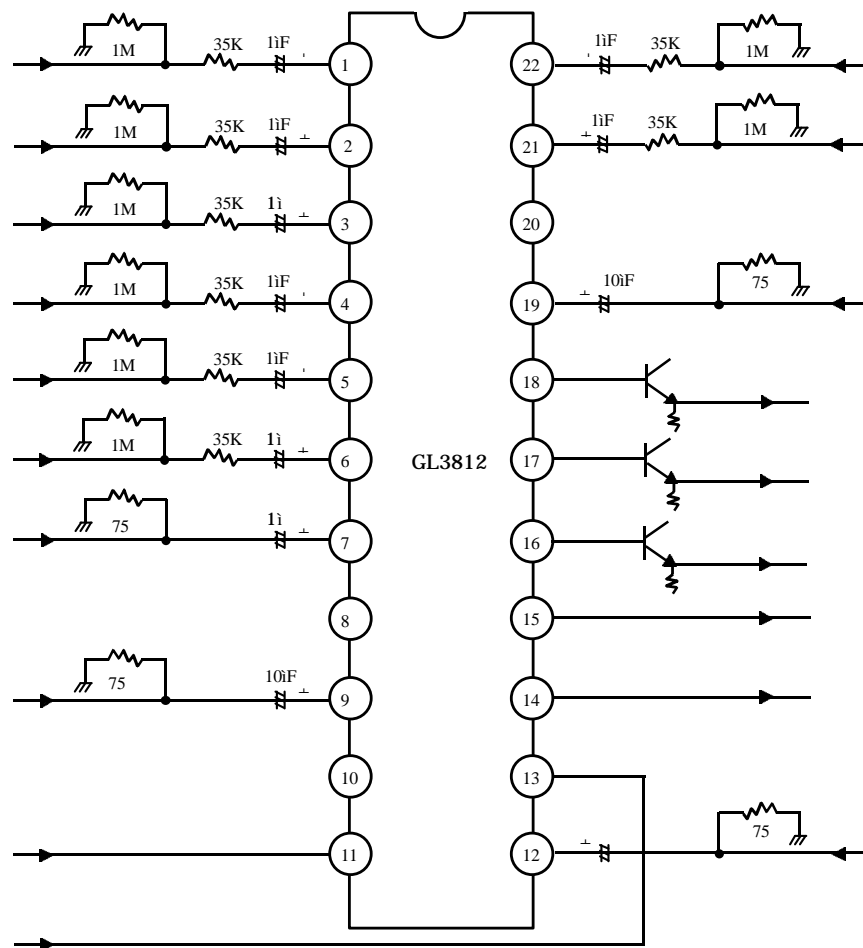 1M 35K 1ìF 1 22 1ìF 35K 1M
1M 35K 1ìF 2 21 1ìF 35K 1M
1M 35K 1ì 3 20
1M 35K 1ìF 4 19 10ìF 75
1M 35K 1ìF 5 18
1M 35K 1ì 6 GL3812 17
75 1ì 7 16
8 15
75 10ìF 9 14
10 13
11 12 75